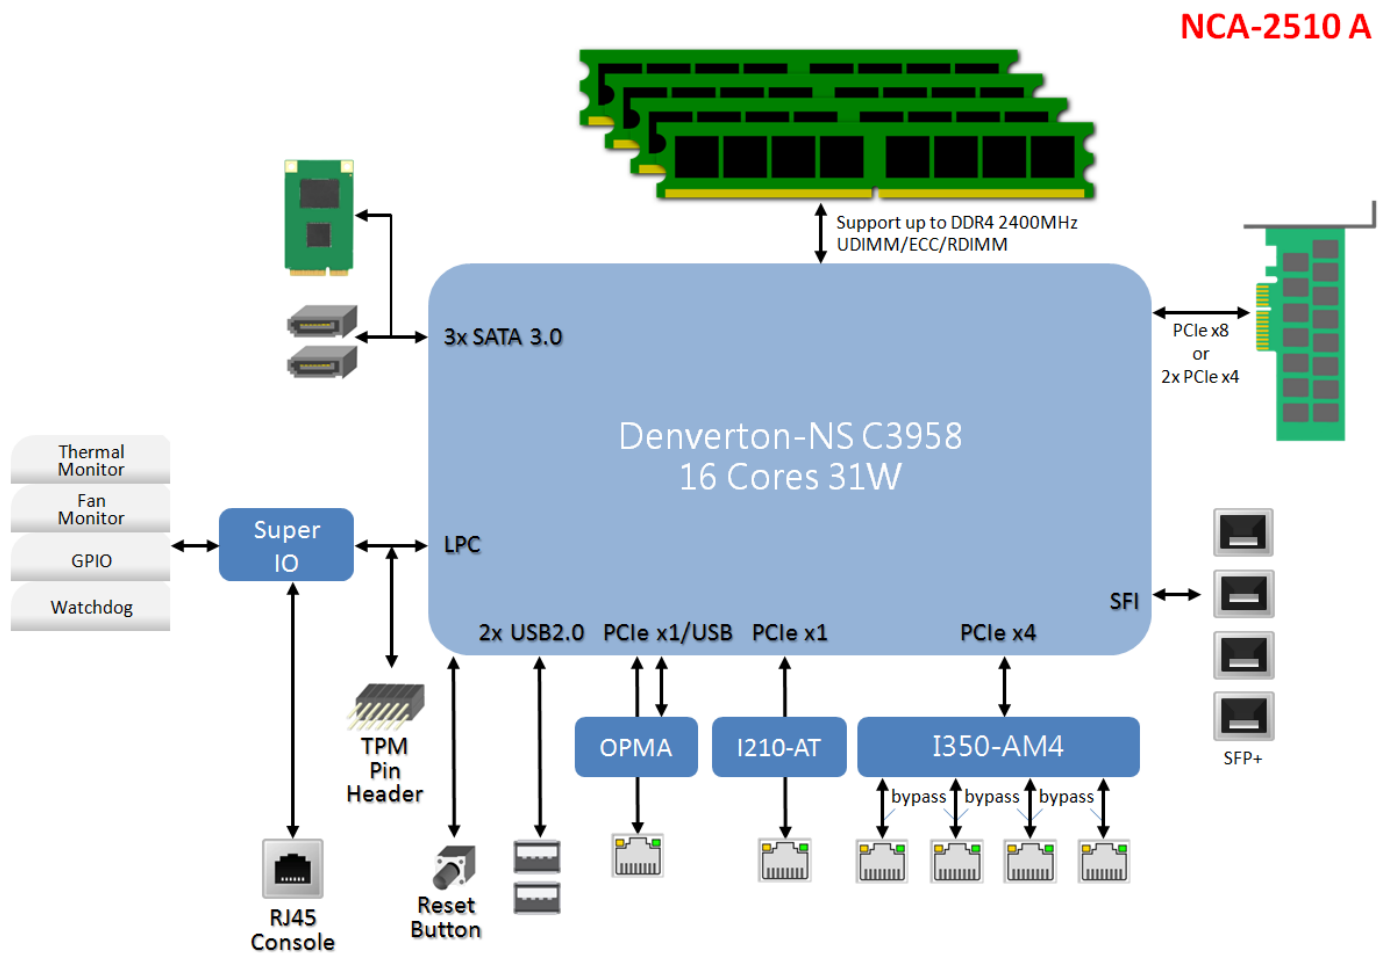 NCA-2510 A
Support up to DDR4 2400MHz
UDIMM/ECC/RDIMM
3x SATA 3.0
PCIe x8
or
2x PCIe x4
Denverton-NS C3958
16 Cores 31W
Thermal
Monitor
Fan
Monitor
GPIO
Watchdog
Super
IO
LPC
SFI
2x USB2.0
PCIe x1/USB
PCIe x1
PCIe x4
TPM
Pin
Header
OPMA
I210-AT
I350-AM4
SFP+
bypass
bypass
bypass
RJ45
Console
Reset
Button